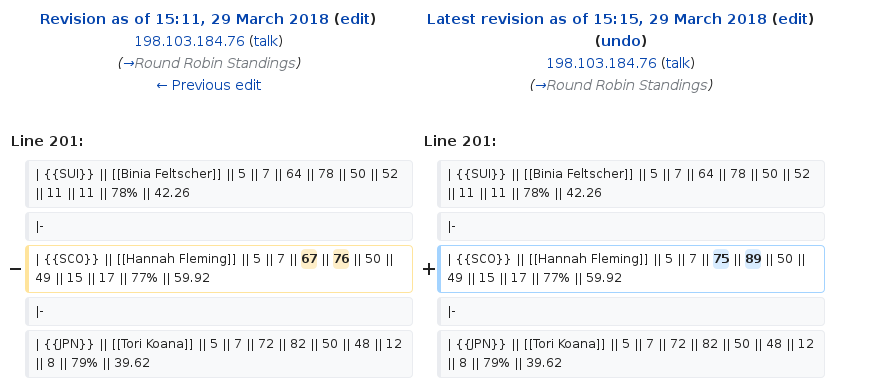 Revision as of 15:11, 29 March 2018 (edit)
198.103.184.76 (talk)
(→Round Robin Standings)
← Previous edit
Latest revision as of 15:15, 29 March 2018 (edit)
(undo)
198.103.184.76 (talk)
(→Round Robin Standings)
Line 201:
Line 201:
| {{SUI}} || [[Binia Feltscher]] || 5 || 7 || 64 || 78 || 50 || 52
|| 11 || 11 || 78% || 42.26
| {{SUI}} || [[Binia Feltscher]] || 5 || 7 || 64 || 78 || 50 || 52
|| 11 || 11 || 78% || 42.26
|-
|-
− | {{SCO}} || [[Hannah Fleming]] || 5 || 7 || 67 || 76 || 50 ||
49 || 15 || 17 || 77% || 59.92
+ | {{SCO}} || [[Hannah Fleming]] || 5 || 7 || 75 || 89 || 50 ||
49 || 15 || 17 || 77% || 59.92
|-
|-
| {{JPN}} || [[Tori Koana]] || 5 || 7 || 72 || 82 || 50 || 48 || 12
|| 8 || 79% || 39.62
| {{JPN}} || [[Tori Koana]] || 5 || 7 || 72 || 82 || 50 || 48 || 12
|| 8 || 79% || 39.62